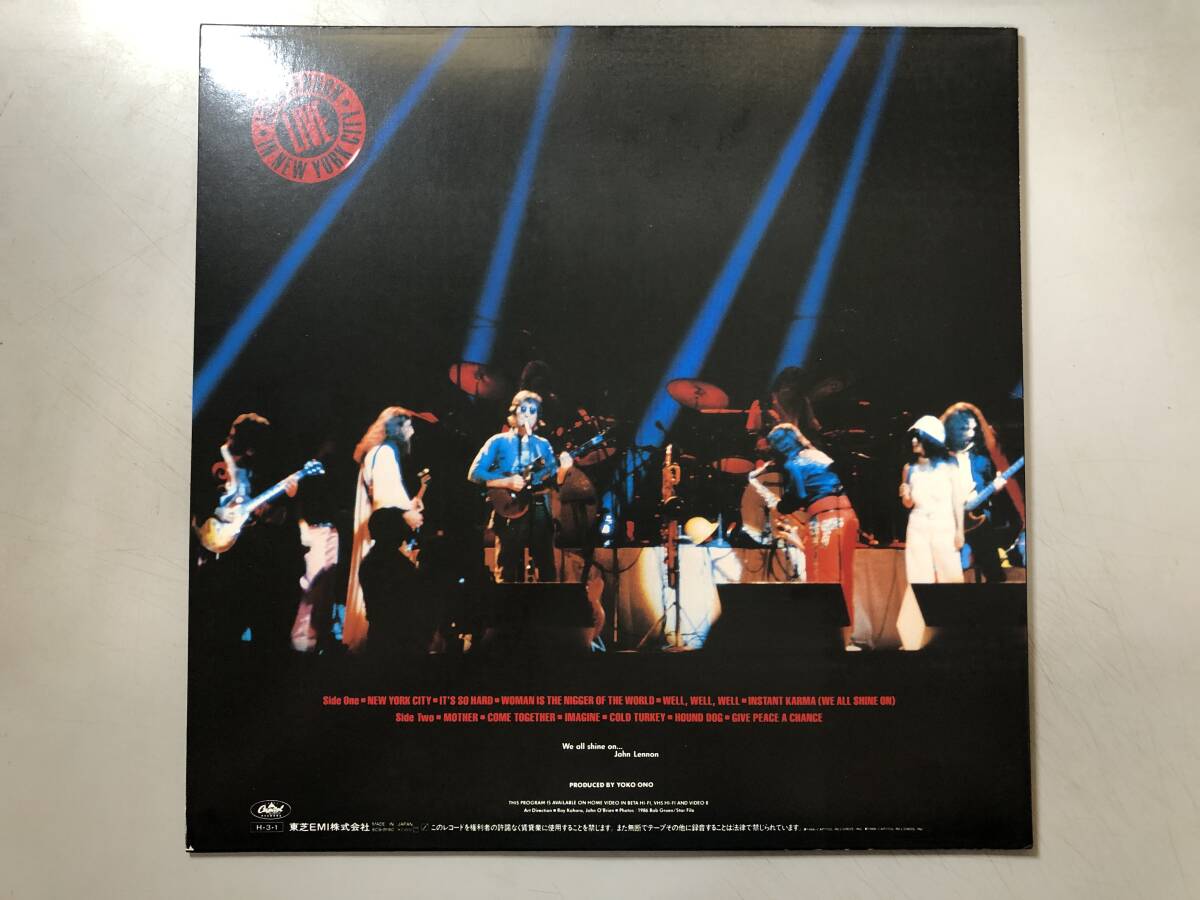 LENNON
LIVE
IN NEW YORK CITY
Side One ▪ NEW YORK CITY ▪ IT'S SO HARD ▪ WOMAN IS THE NIGGER OF THE WORLD ▪ WELL, WELL, WELL ▪ INSTANT KARMA (WE ALL SHINE ON)
Side Two ▪ MOTHER ▪ COME TOGETHER ▪ IMAGINE ▪ COLD TURKEY ▪ HOUND DOG ▪ GIVE PEACE A CHANCE
We all shine on...
John Lennon
PRODUCED BY YOKO ONO
THIS PROGRAM IS AVAILABLE ON HOME VIDEO IN BETA HI-FI, VHS HI-FI AND VIDEO 8
Art Direction ▪ Roy Kohara, John O'Brien ▪ Photos 1986 Bob Gruen/Star File
Capitol
RECORDS
H・3・1 東芝EMI株式会社 MADE IN JAPAN このレコードを権利者の許諾なく賃貸業に使用することを禁じます。また無断でテープその他に録音することは法律で禁じられています。